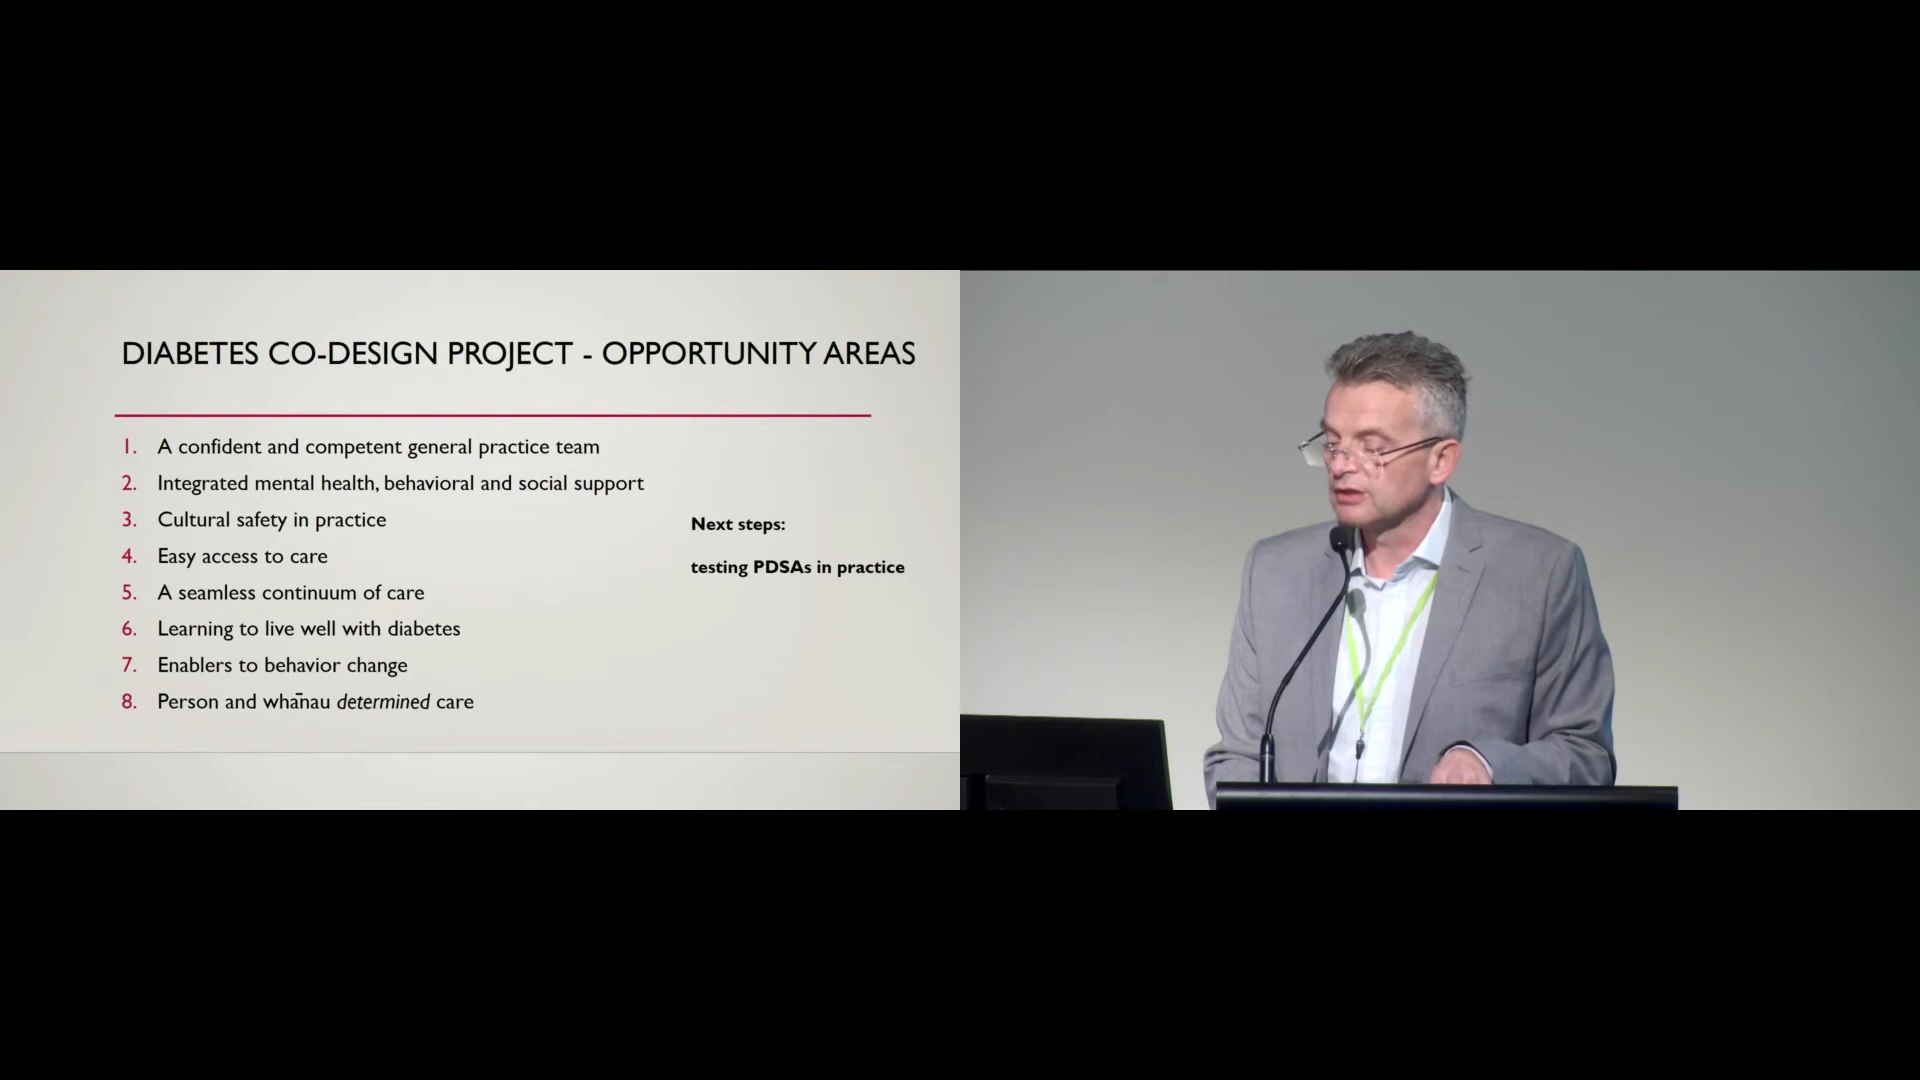 DIABETES CO-DESIGN PROJECT - OPPORTUNITY AREAS
1. A confident and competent general practice team
2. Integrated mental health, behavioral and social support
3. Cultural safety in practice
4. Easy access to care
5. A seamless continuum of care
6. Learning to live well with diabetes
7. Enablers to behavior change
8. Person and whānau determined care
Next steps:
testing PDSAs in practice